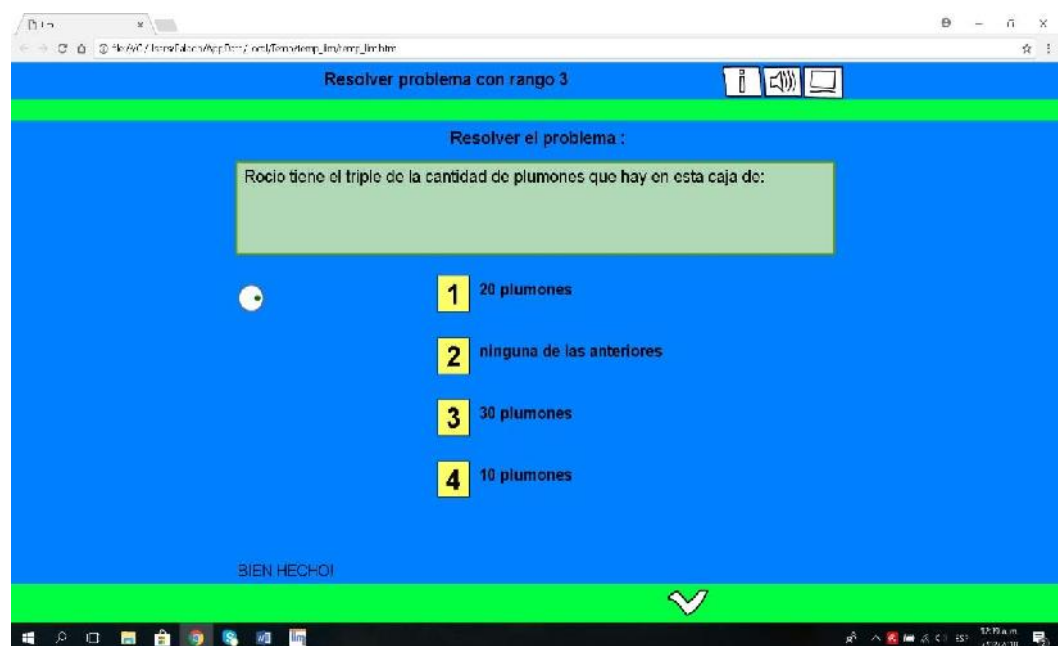 Resolver problema con rango 3
Resolver el problema :
Rocio tiene el triple de la cantidad de plumones que hay en esta caja de:
1 20 plumones
2 ninguna de las anteriores
3 30 plumones
4 10 plumones
BIEN HECHO!